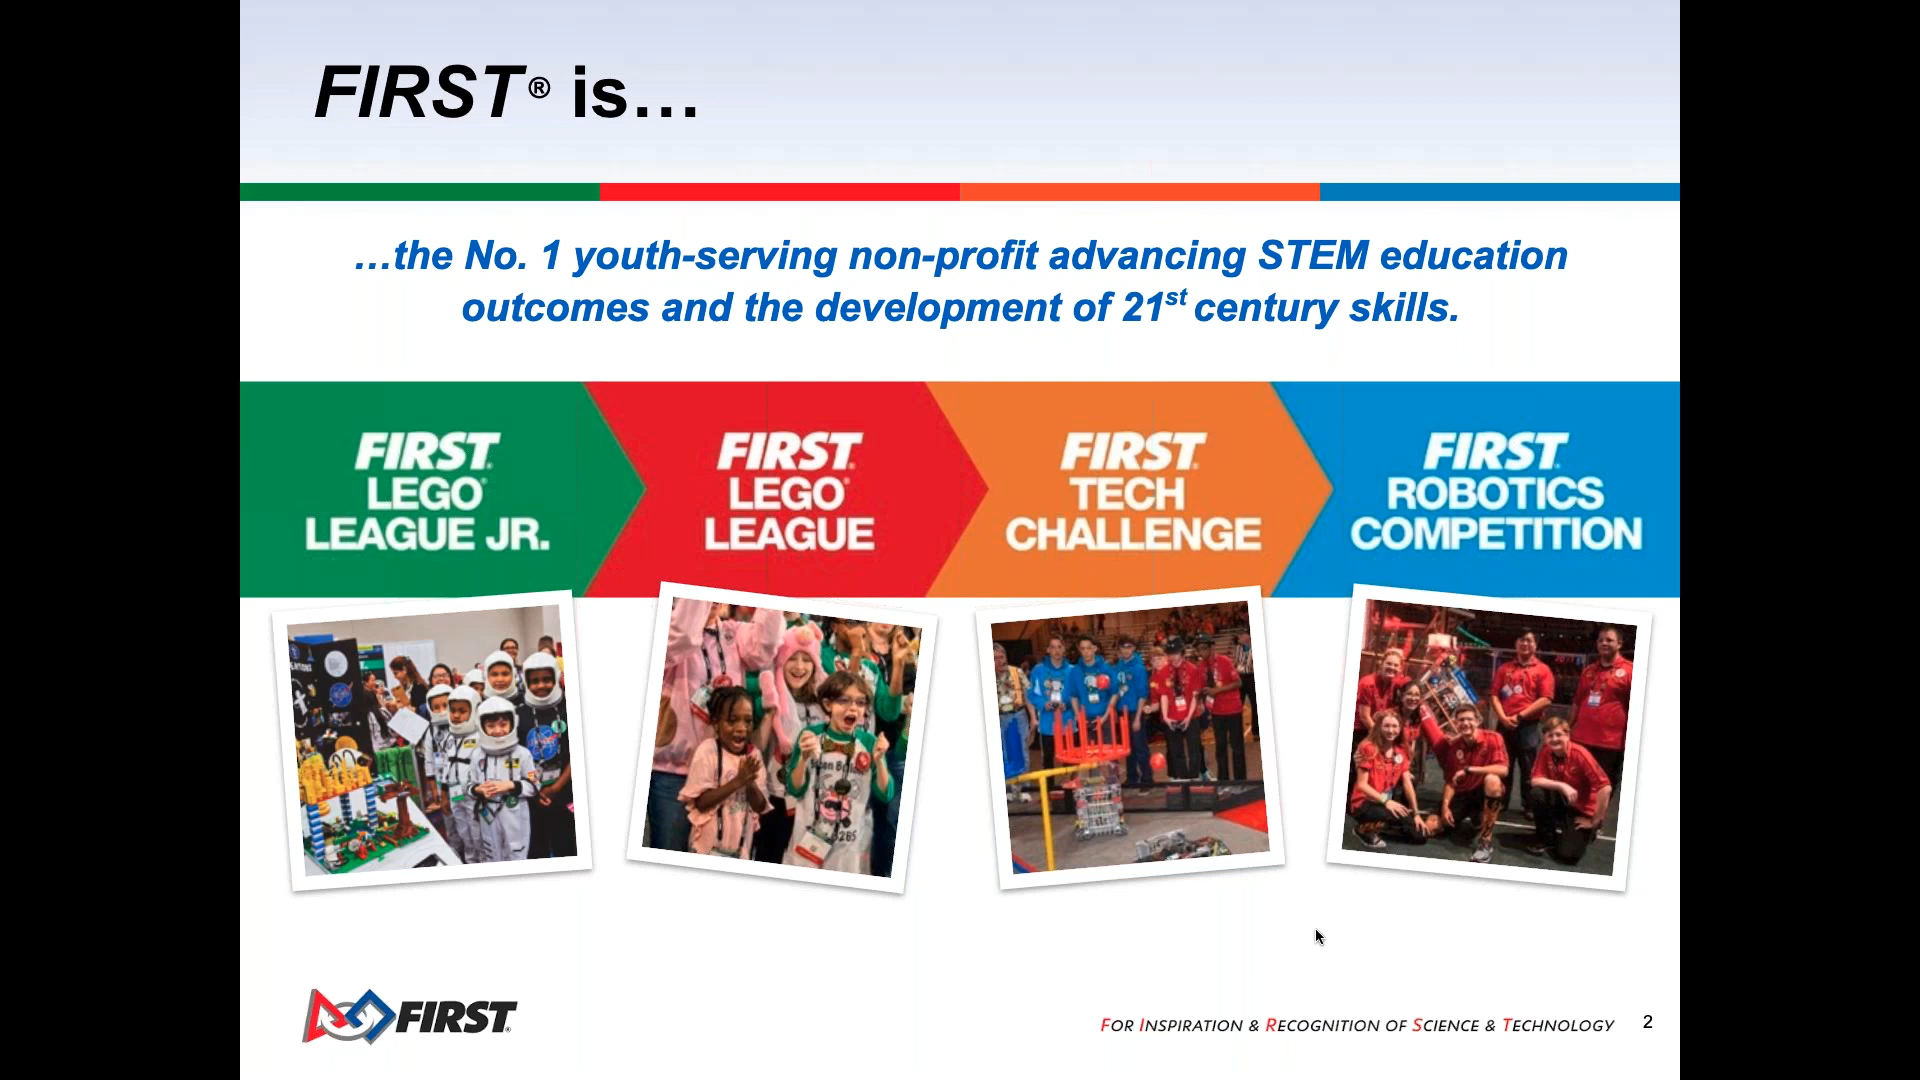 FIRST® is…
…the No. 1 youth-serving non-profit advancing STEM education
outcomes and the development of 21st century skills.
FIRST®
LEGO®
LEAGUE JR.
FIRST®
LEGO®
LEAGUE
FIRST®
TECH
CHALLENGE
FIRST®
ROBOTICS
COMPETITION
FIRST®
FOR INSPIRATION & RECOGNITION OF SCIENCE & TECHNOLOGY
2